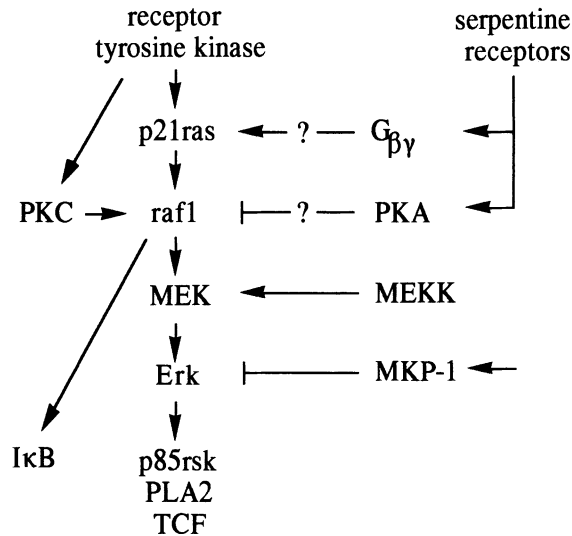 receptor
tyrosine kinase
serpentine
receptors
p21ras
?
Gβγ
PKC
raf1
?
PKA
MEK
MEKK
Erk
MKP-1
IκB
p85rsk
PLA2
TCF